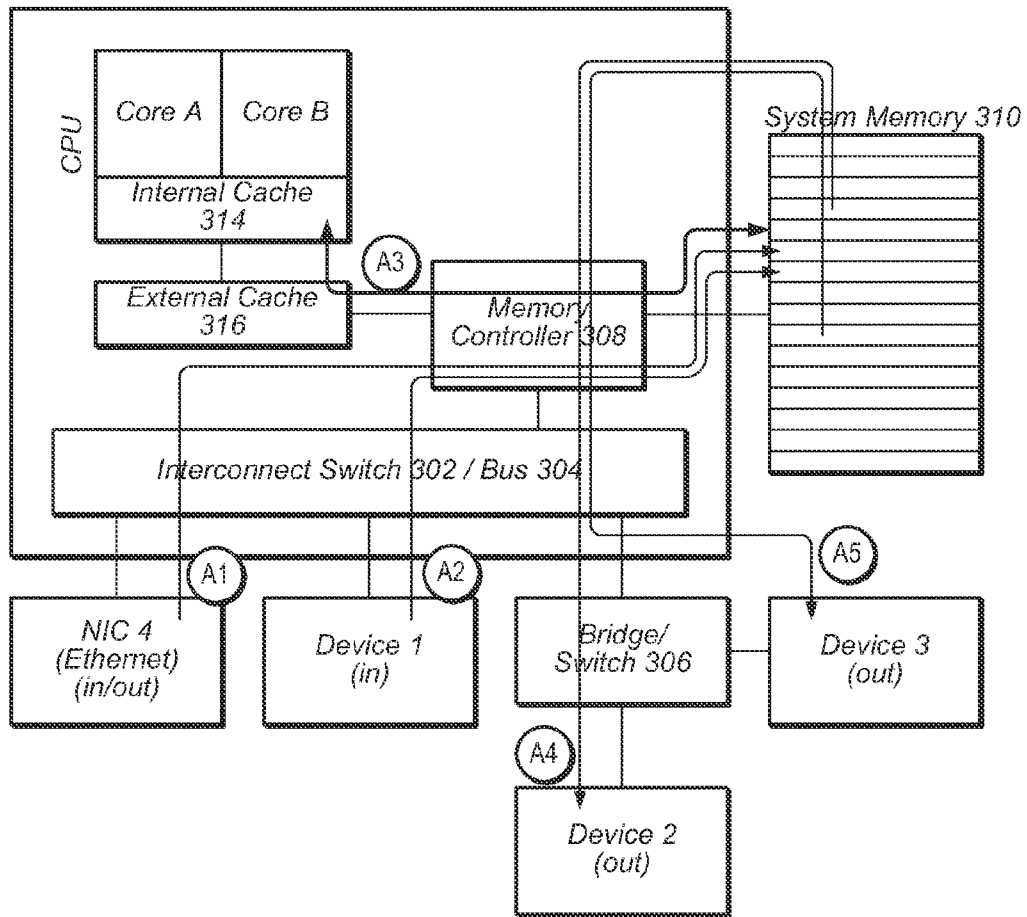 Core A
Core B
CPU
System Memory 310
Internal Cache
314
A3
External Cache
316
Memory
Controller 308
Interconnect Switch 302 / Bus 304
A1
A2
A5
NIC 4
(Ethernet)
(in/out)
Device 1
(in)
Bridge/
Switch 306
Device 3
(out)
A4
Device 2
(out)